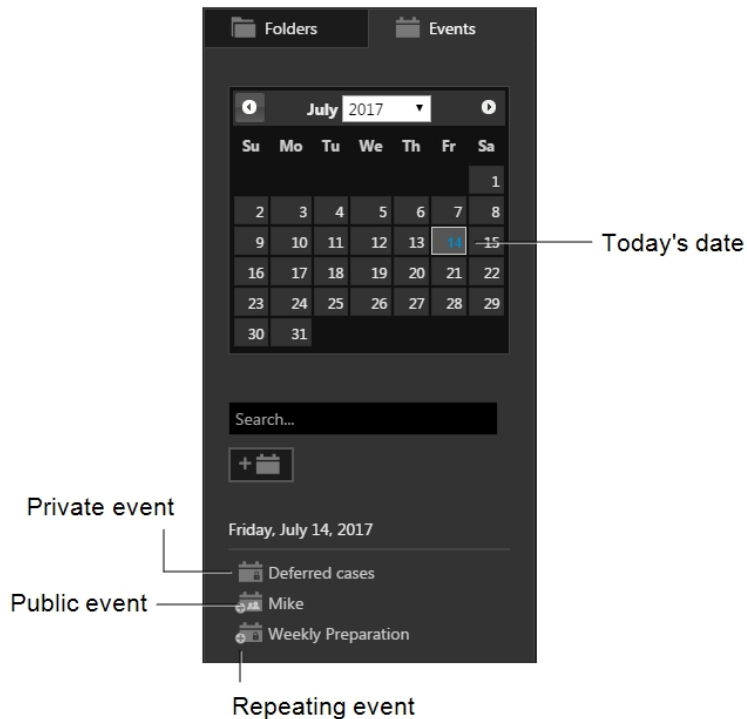 Folders Events
July 2017
Su Mo Tu We Th Fr Sa
1
2 3 4 5 6 7 8
9 10 11 12 13 14 15
Today's date
16 17 18 19 20 21 22
23 24 25 26 27 28 29
30 31
Search...
+
Private event
Friday, July 14, 2017
Deferred cases
Public event
Mike
Weekly Preparation
Repeating event